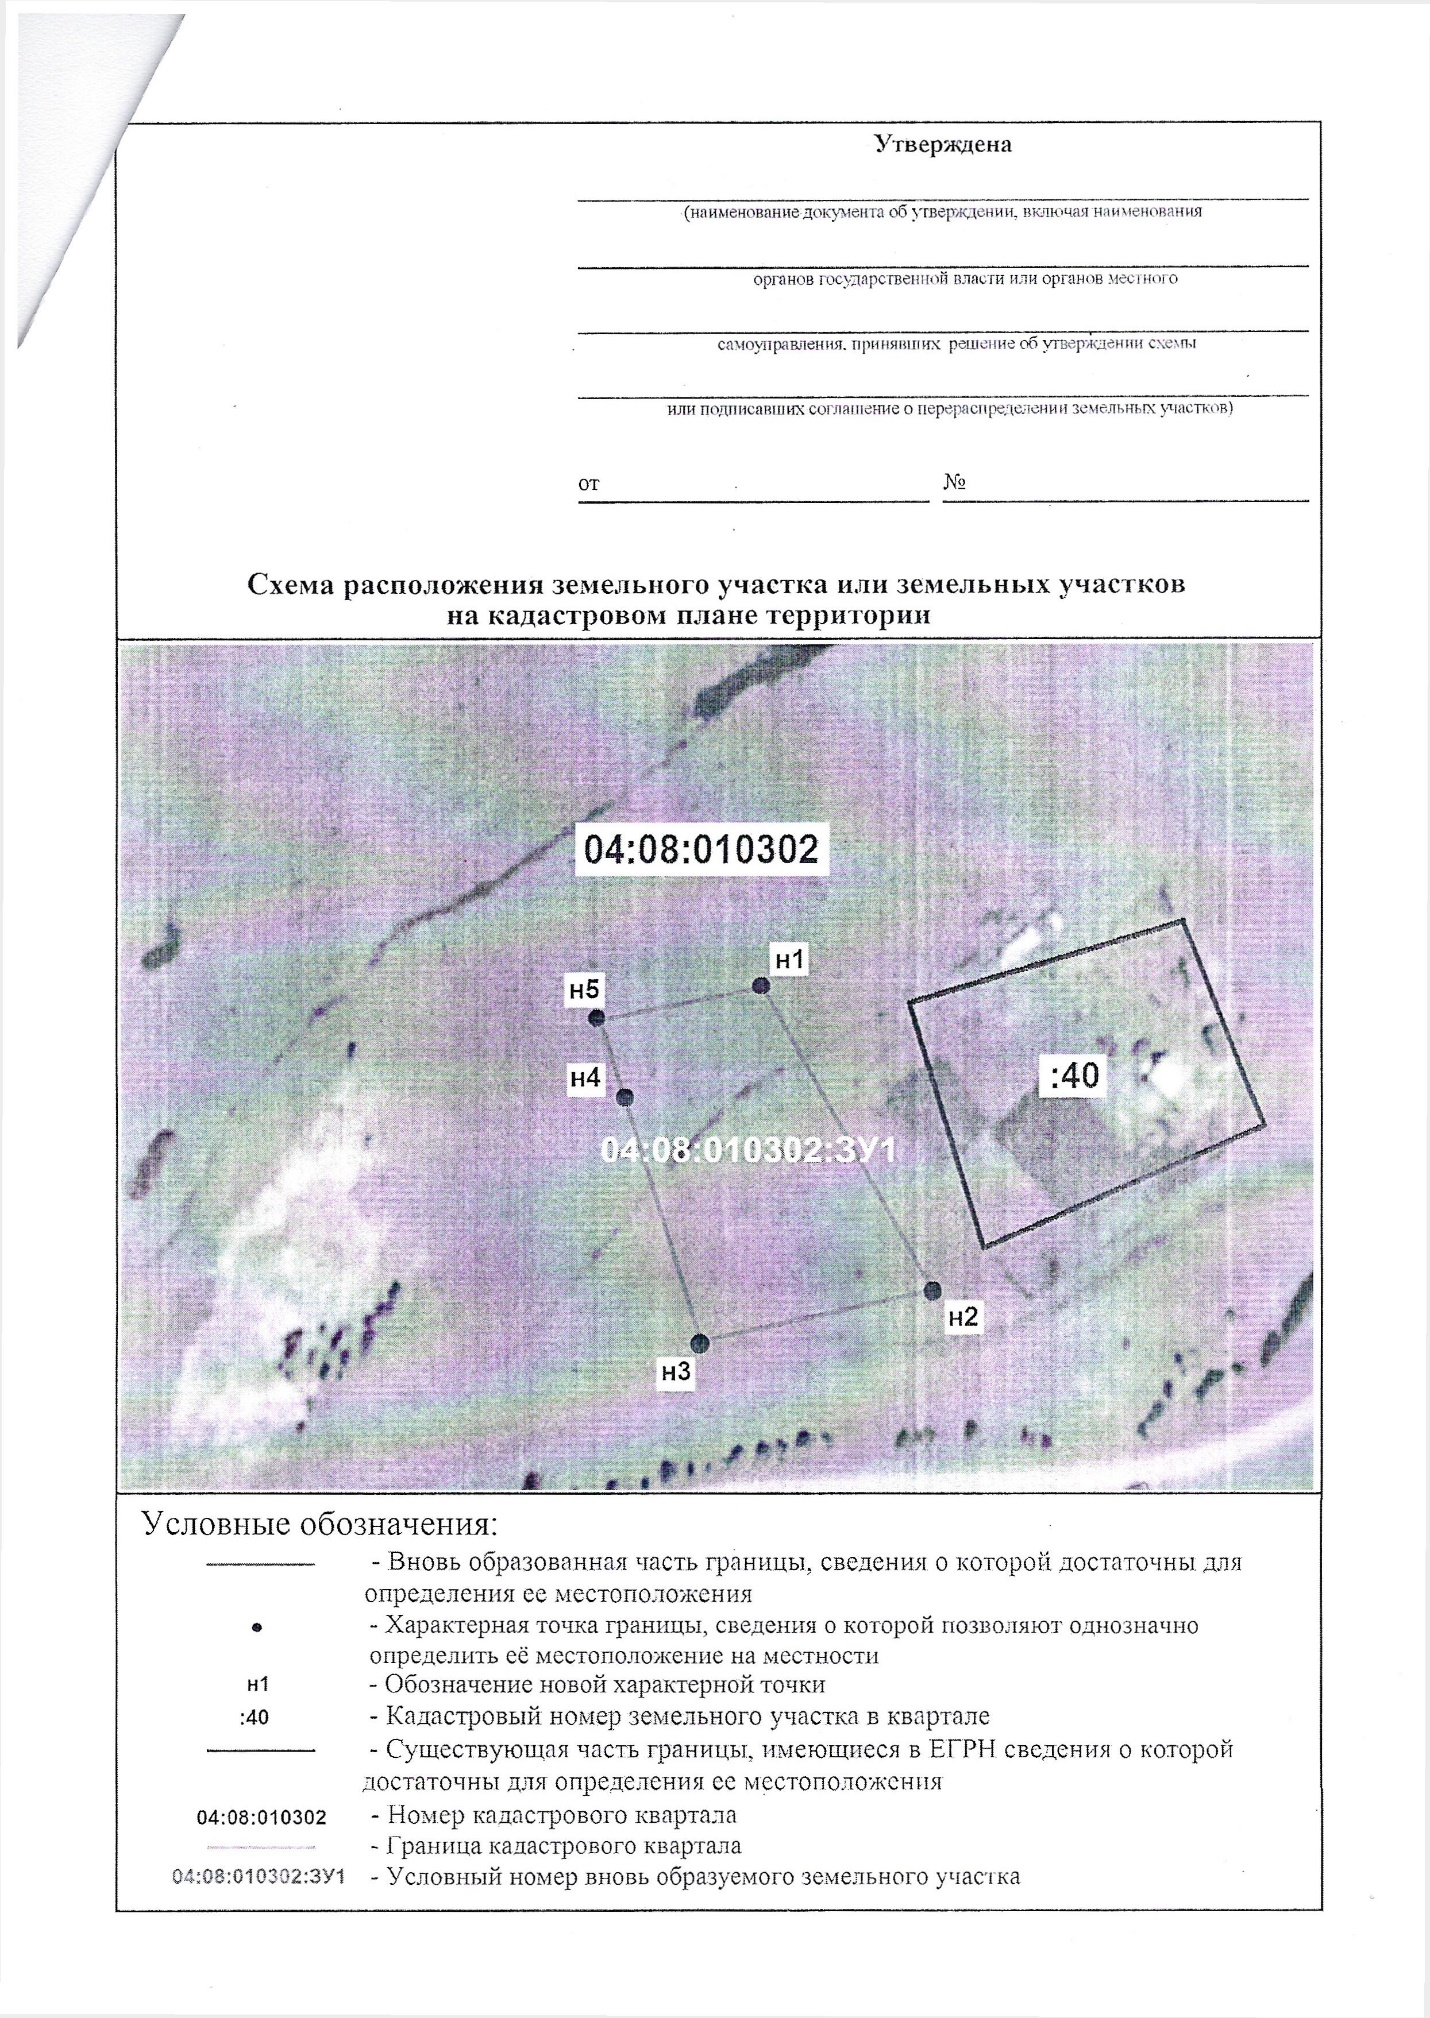 Утверждена
(наименование документа об утверждении, включая наименования
органов государственной власти или органов местного
самоуправления, принявших решение об утверждении схемы
или подписавших соглашение о перераспределении земельных участков)
от №
Схема расположения земельного участка или земельных участков
на кадастровом плане территории
04:08:010302
н1
н5
:40
н4
04:08:010302:ЗУ1
н2
н3
Условные обозначения:
- Вновь образованная часть границы, сведения о которой достаточны для
определения ее местоположения
- Характерная точка границы, сведения о которой позволяют однозначно
определить её местоположение на местности
н1 - Обозначение новой характерной точки
:40 - Кадастровый номер земельного участка в квартале
- Существующая часть границы, имеющиеся в ЕГРН сведения о которой
достаточны для определения ее местоположения
04:08:010302 - Номер кадастрового квартала
- Граница кадастрового квартала
04:08:010302:ЗУ1 - Условный номер вновь образуемого земельного участка